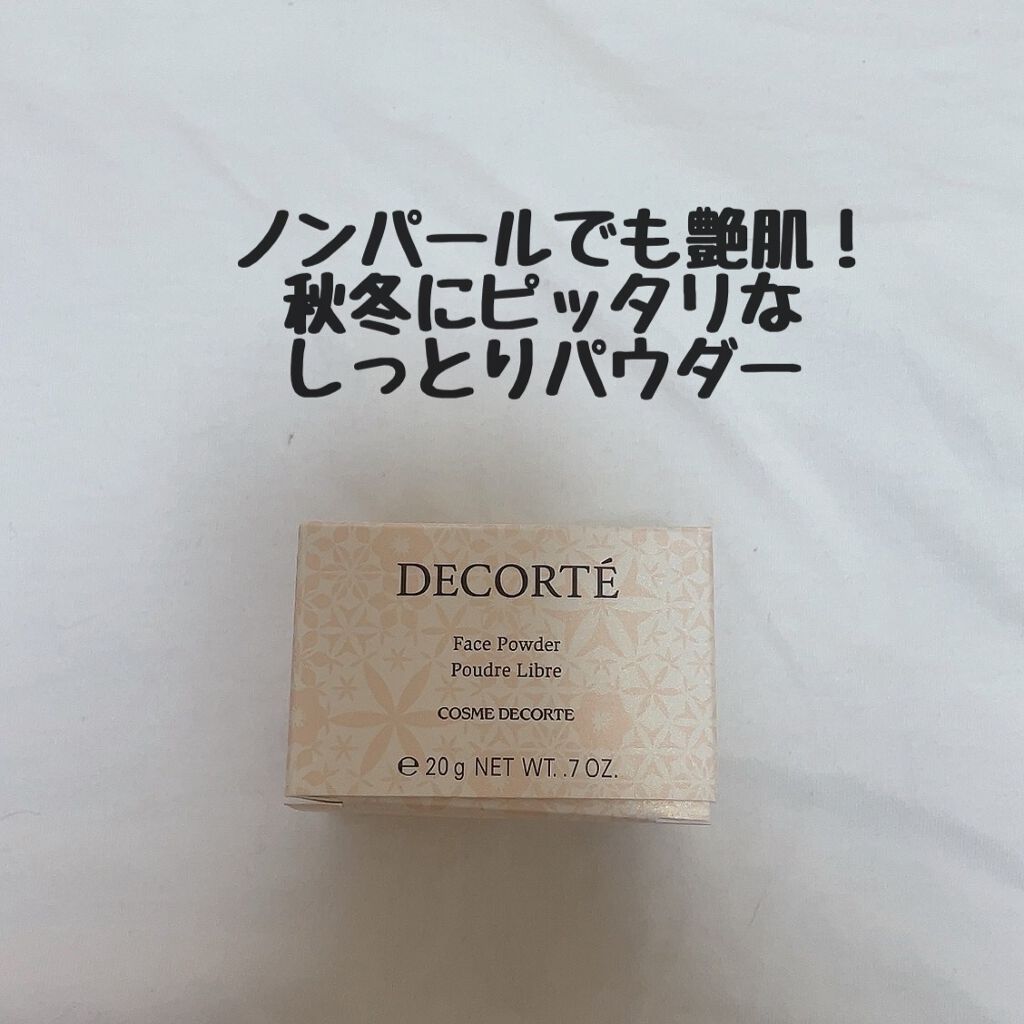 ノンパールでも艶肌！
秋冬にピッタリな
しっとりパウダー
DECORTÉ
Face Powder
Poudre Libre
COSME DECORTE
℮ 20 g NET WT. .7 OZ.